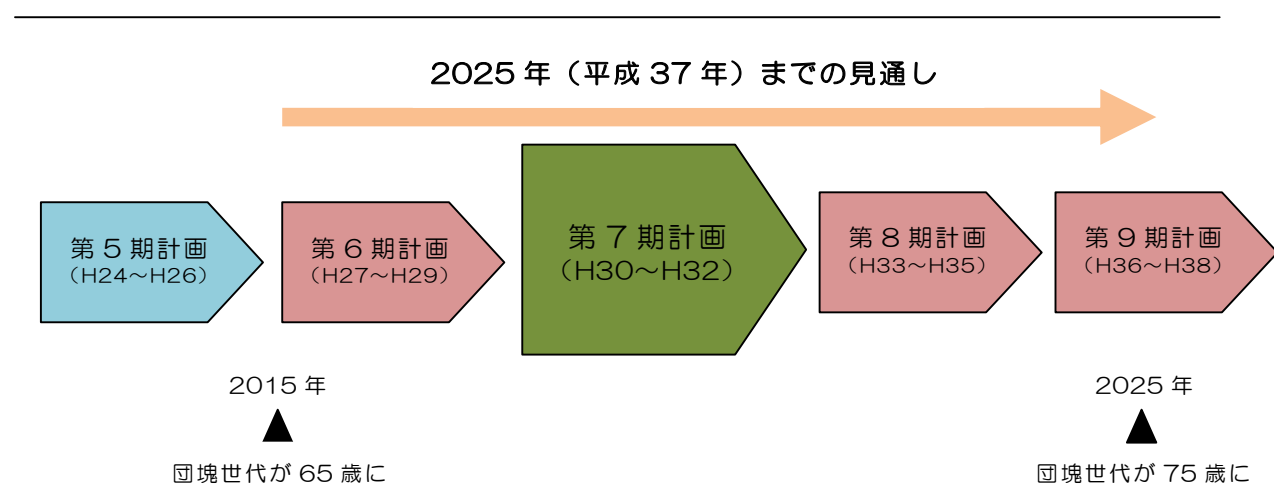 2025年（平成37年）までの見通し
第5期計画
（H24～H26）
第6期計画
（H27～H29）
第7期計画
（H30～H32）
第8期計画
（H33～H35）
第9期計画
（H36～H38）
2015年
▲
団塊世代が65歳に
2025年
▲
団塊世代が75歳に